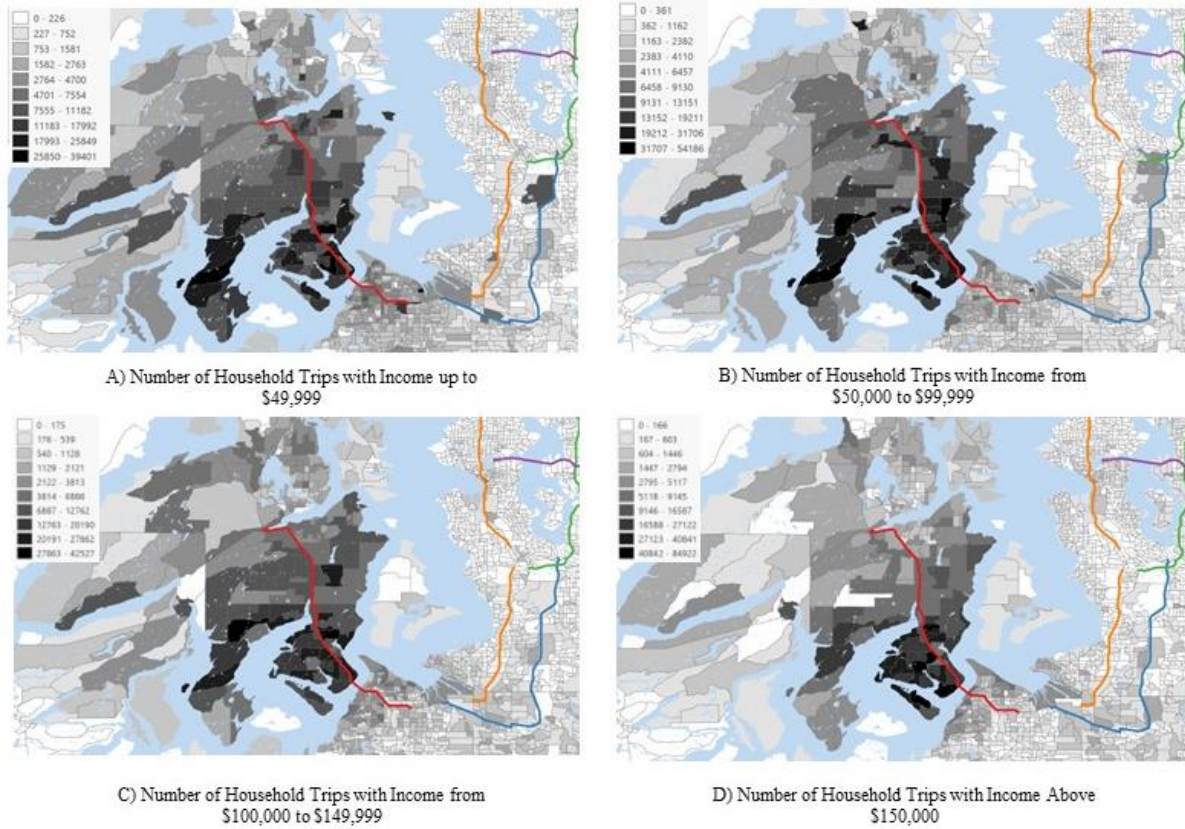 0 - 226
227 - 752
753 - 1581
1582 - 2763
2764 - 4700
4701 - 7554
7555 - 11182
11183 - 17992
17993 - 25849
25850 - 39401
0 - 361
362 - 1162
1163 - 2382
2383 - 4110
4111 - 6457
6458 - 9130
9131 - 13151
13152 - 19211
19212 - 31706
31707 - 54186
A) Number of Household Trips with Income up to
$49,999
B) Number of Household Trips with Income from
$50,000 to $99,999
0 - 175
176 - 539
540 - 1128
1129 - 2121
2122 - 3813
3814 - 6886
6887 - 12762
12763 - 20190
20191 - 27862
27863 - 42527
0 - 166
167 - 603
604 - 1446
1447 - 2794
2795 - 5117
5118 - 9145
9146 - 16587
16588 - 27122
27123 - 40841
40842 - 84922
C) Number of Household Trips with Income from
$100,000 to $149,999
D) Number of Household Trips with Income Above
$150,000